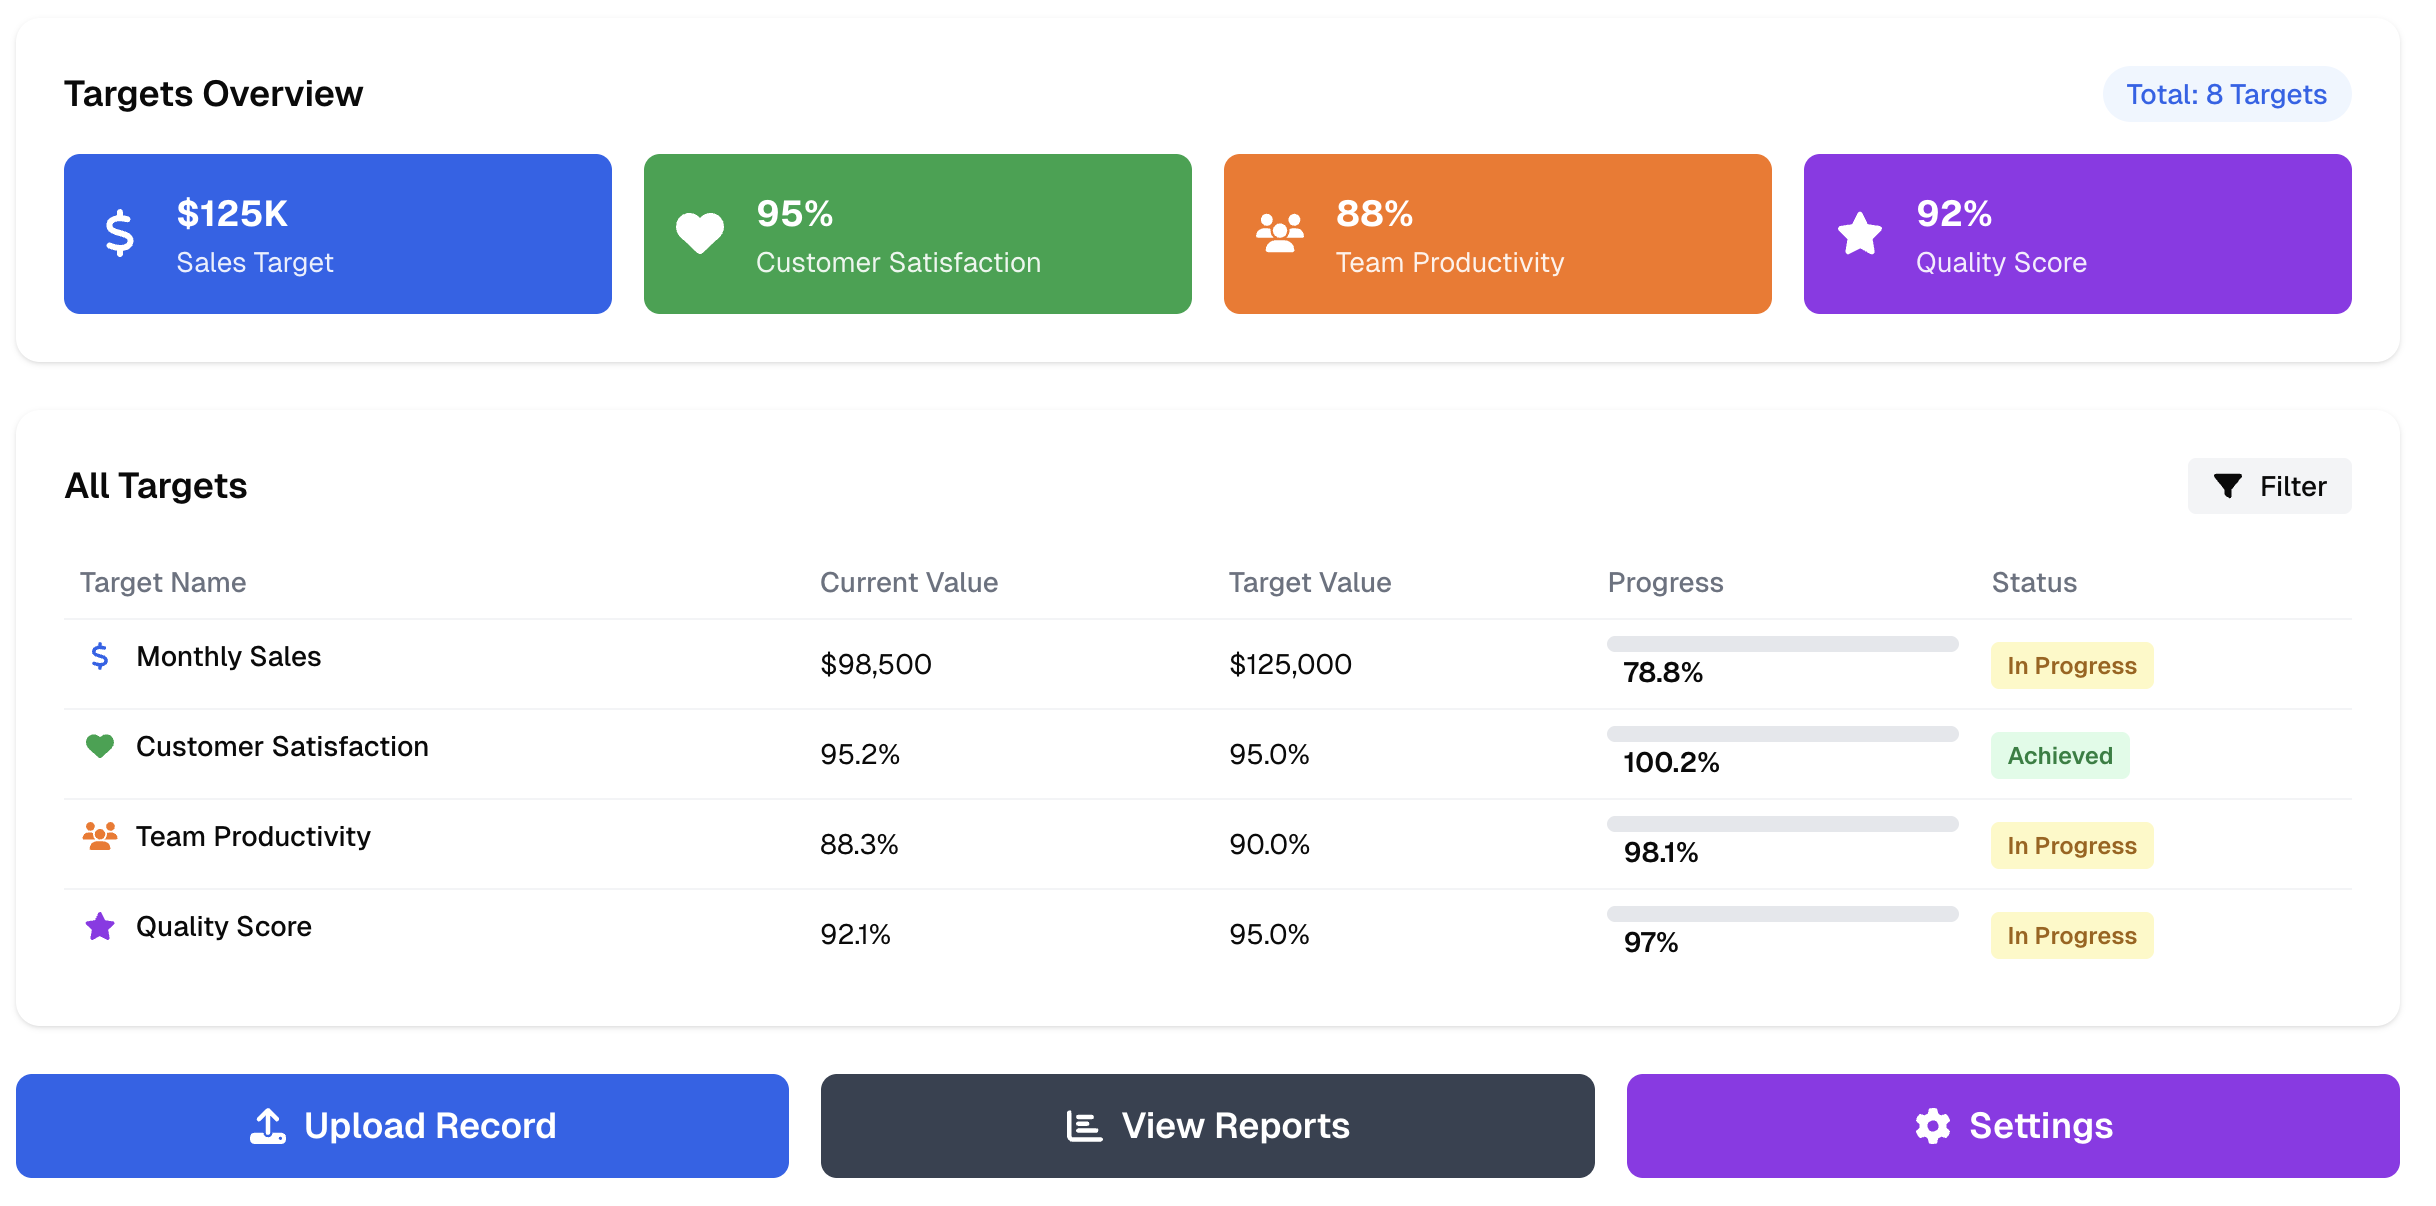 Targets Overview
Total: 8 Targets
$125K
Sales Target
95%
Customer Satisfaction
88%
Team Productivity
92%
Quality Score
All Targets
Filter
Target Name Current Value Target Value Progress Status
Monthly Sales $98,500 $125,000 78.8% In Progress
Customer Satisfaction 95.2% 95.0% 100.2% Achieved
Team Productivity 88.3% 90.0% 98.1% In Progress
Quality Score 92.1% 95.0% 97% In Progress
Upload Record
View Reports
Settings